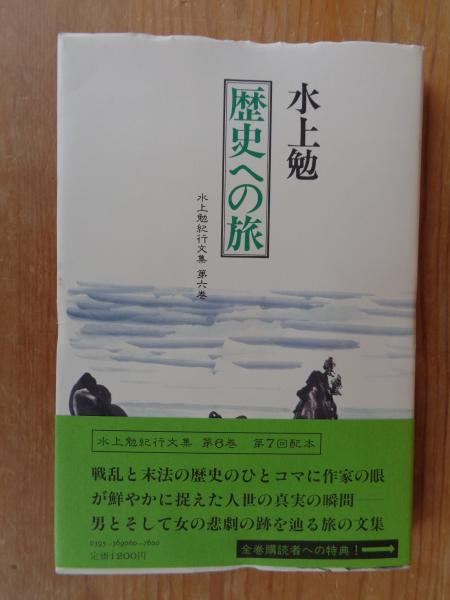 水上勉
歴史への旅
水上勉紀行文集 第六巻
水上勉紀行文集 第6巻 第7回配本
戦乱と末法の歴史のひとコマに作家の眼
が鮮やかに捉えた人世の真実の瞬間──
男とそして女の悲劇の跡を辿る旅の文集
0395-369060-7600
定価1200円
全巻購読者への特典！